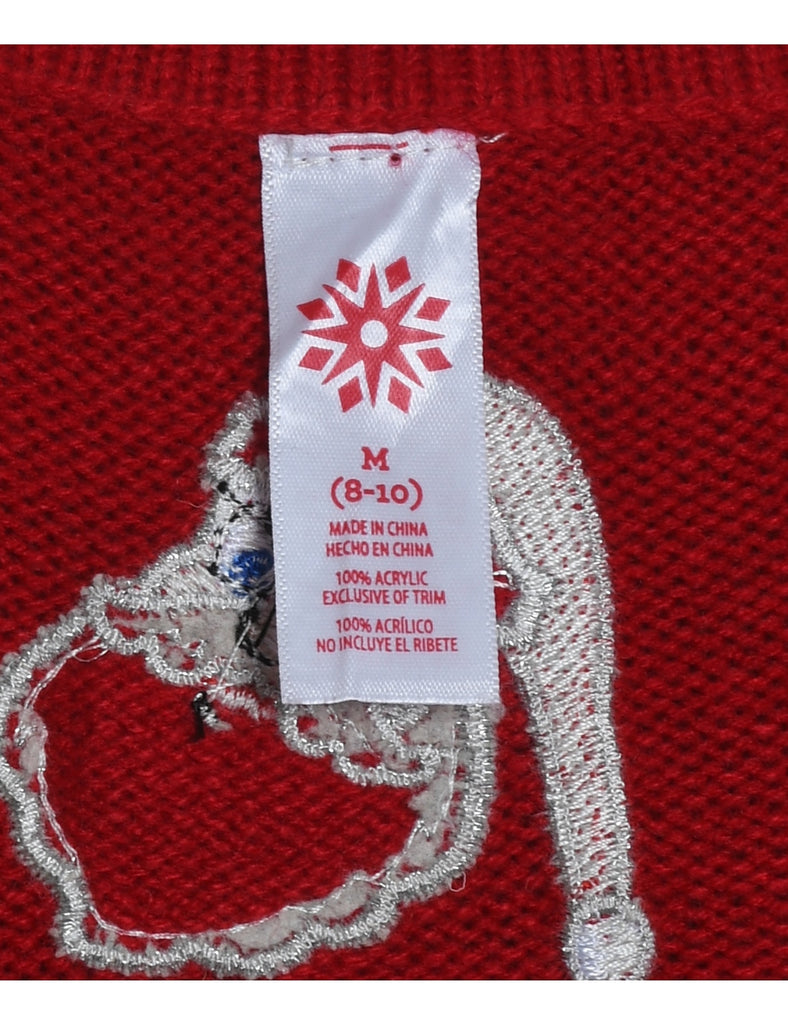 M
(8-10)
MADE IN CHINA
HECHO EN CHINA
100% ACRYLIC
EXCLUSIVE OF TRIM
100% ACRÍLICO
NO INCLUYE EL RIBETE